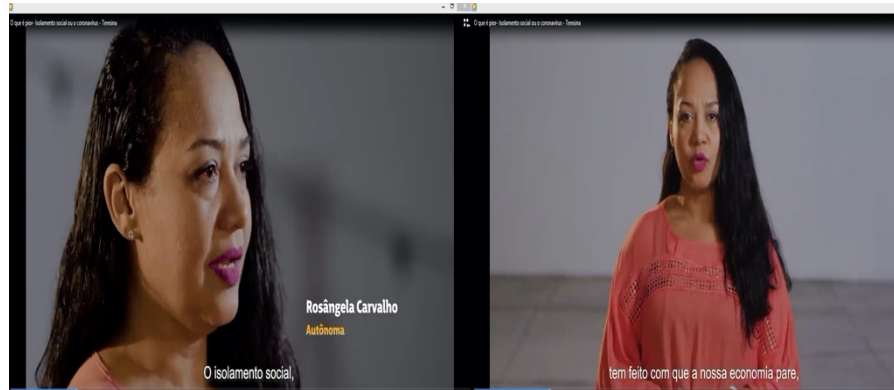 O que é pior- Isolamento social ou o coronavírus - Teresina
Rosângela Carvalho
Autônoma
O isolamento social,
O que é pior- Isolamento social ou o coronavírus - Teresina
tem feito com que a nossa economia pare,